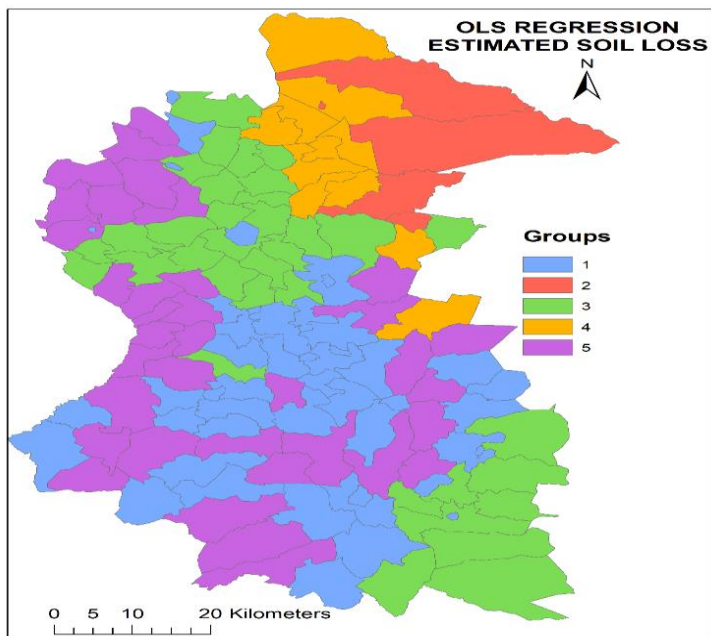 OLS REGRESSION
ESTIMATED SOIL LOSS
N
Groups
1
2
3
4
5
0 5 10 20 Kilometers